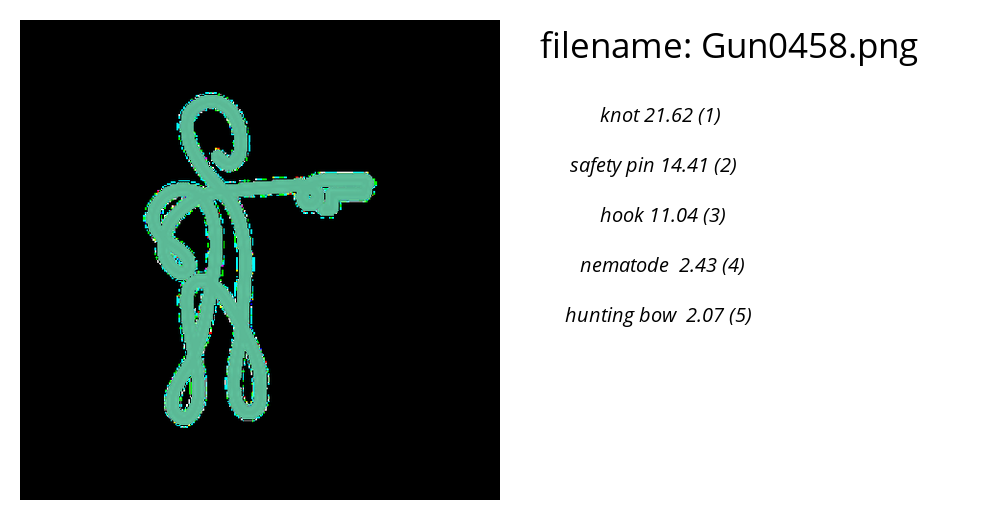 filename: Gun0458.png
knot 21.62 (1)
safety pin 14.41 (2)
hook 11.04 (3)
nematode  2.43 (4)
hunting bow  2.07 (5)